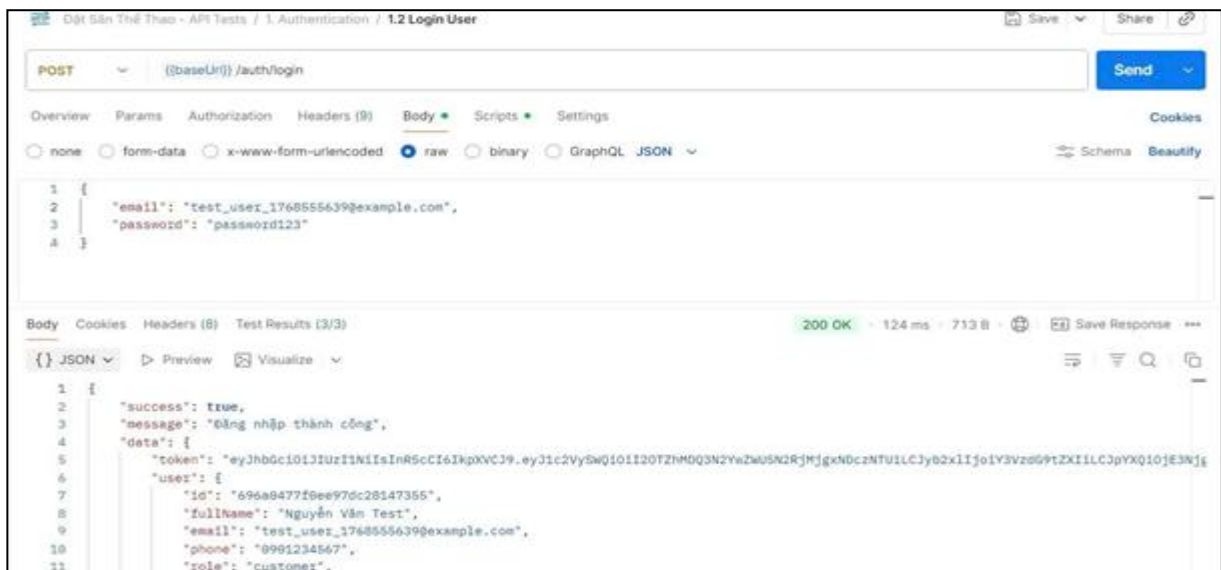 Đặt Sân Thể Thao - API Tests / 1. Authentication / 1.2 Login User Save Share
POST {{baseUrl}} /auth/login Send
Overview Params Authorization Headers (9) Body Scripts Settings Cookies
none form-data x-www-form-urlencoded raw binary GraphQL JSON Schema Beautify
1 {
2 "email": "test_user_1768555639@example.com",
3 "password": "password123"
4 }
Body Cookies Headers (8) Test Results (3/3) 200 OK 124 ms 713 B Save Response
{} JSON Preview Visualize
1 {
2 "success": true,
3 "message": "Đăng nhập thành công",
4 "data": {
5 "token":
6 "user": {
7 "id":
8 "fullName": "Nguyễn Văn Test",
9 "email": "test_user_1768555639@example.com",
10 "phone": "0901234567",
11 "role": "customer",